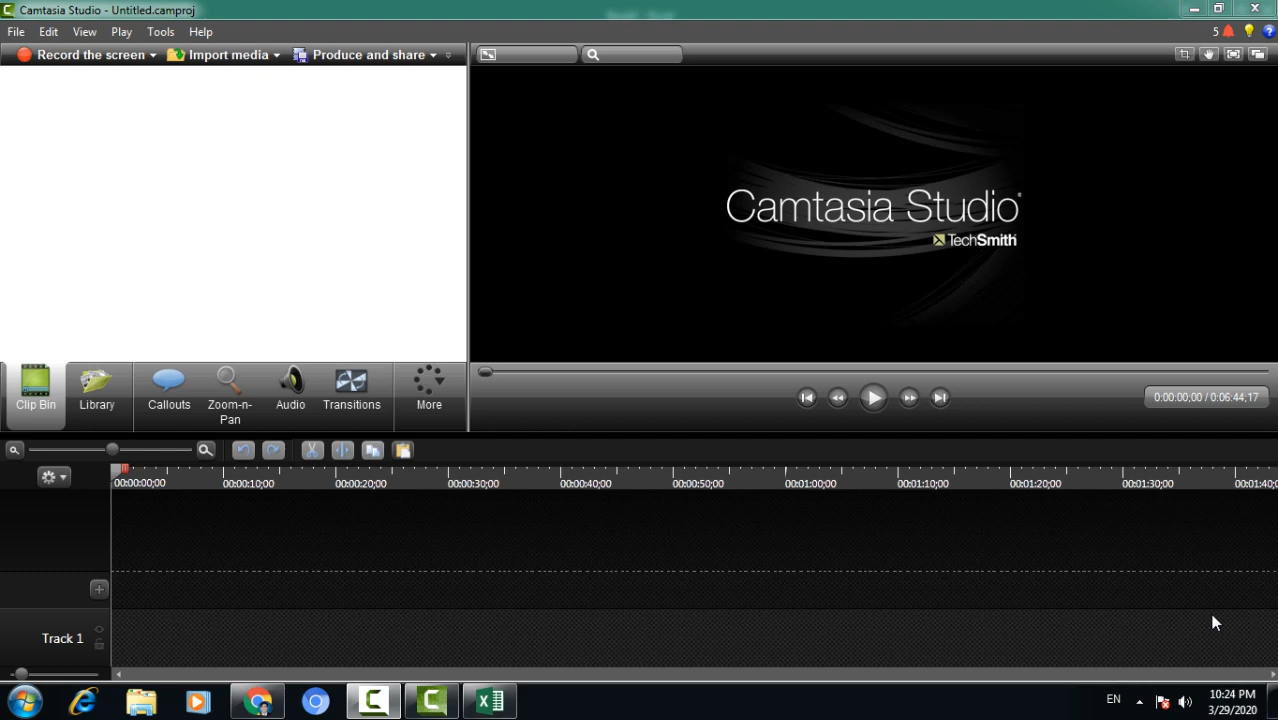 Camtasia Studio - Untitled.camproj
File Edit View Play Tools Help
5
Record the screen Import media Produce and share
Camtasia Studio®
TechSmith
Clip Bin Library Callouts Zoom-n-Pan Audio Transitions More
0:00:00;00 / 0:06:44;17
00:00:00;00 00:00:10;00 00:00:20;00 00:00:30;00 00:00:40;00 00:00:50;00 00:01:00;00 00:01:10;00 00:01:20;00 00:01:30;00 00:01:40;
Track 1
EN
10:24 PM
3/29/2020